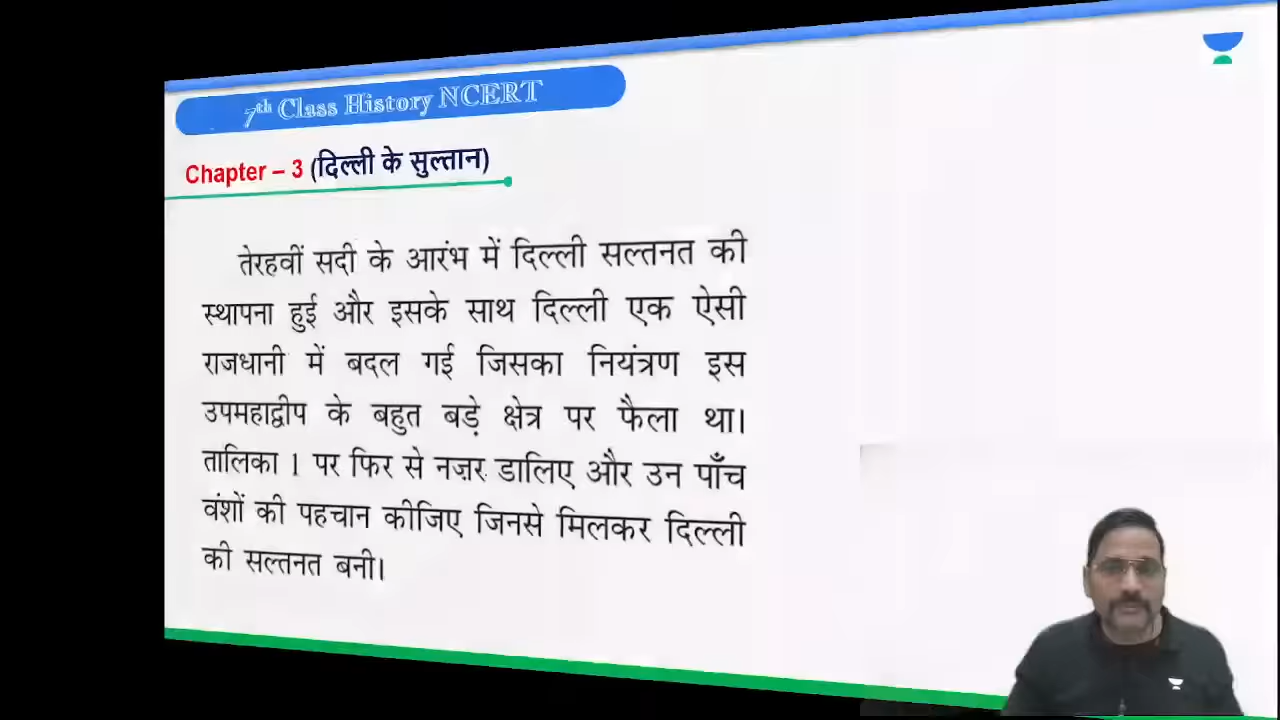 7th Class History NCERT
Chapter – 3 (दिल्ली के सुल्तान)
तेरहवीं सदी के आरंभ में दिल्ली सल्तनत की
स्थापना हुई और इसके साथ दिल्ली एक ऐसी
राजधानी में बदल गई जिसका नियंत्रण इस
उपमहाद्वीप के बहुत बड़े क्षेत्र पर फैला था।
तालिका 1 पर फिर से नज़र डालिए और उन पाँच
वंशों की पहचान कीजिए जिनसे मिलकर दिल्ली
की सल्तनत बनी।